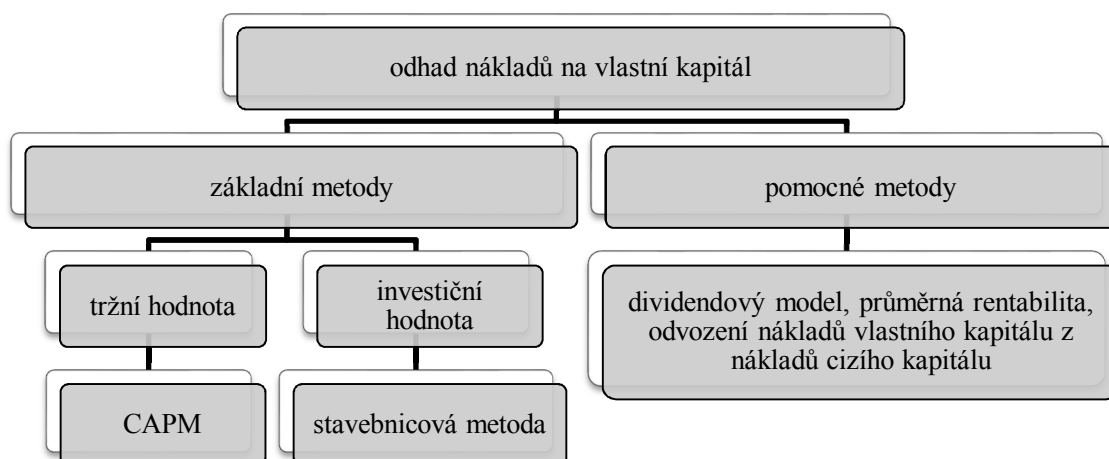 odhad nákladů na vlastní kapitál
základní metody
pomocné metody
tržní hodnota
investiční
hodnota
dividendový model, průměrná rentabilita,
odvození nákladů vlastního kapitálu z
nákladů cizího kapitálu
CAPM
stavebnicová metoda